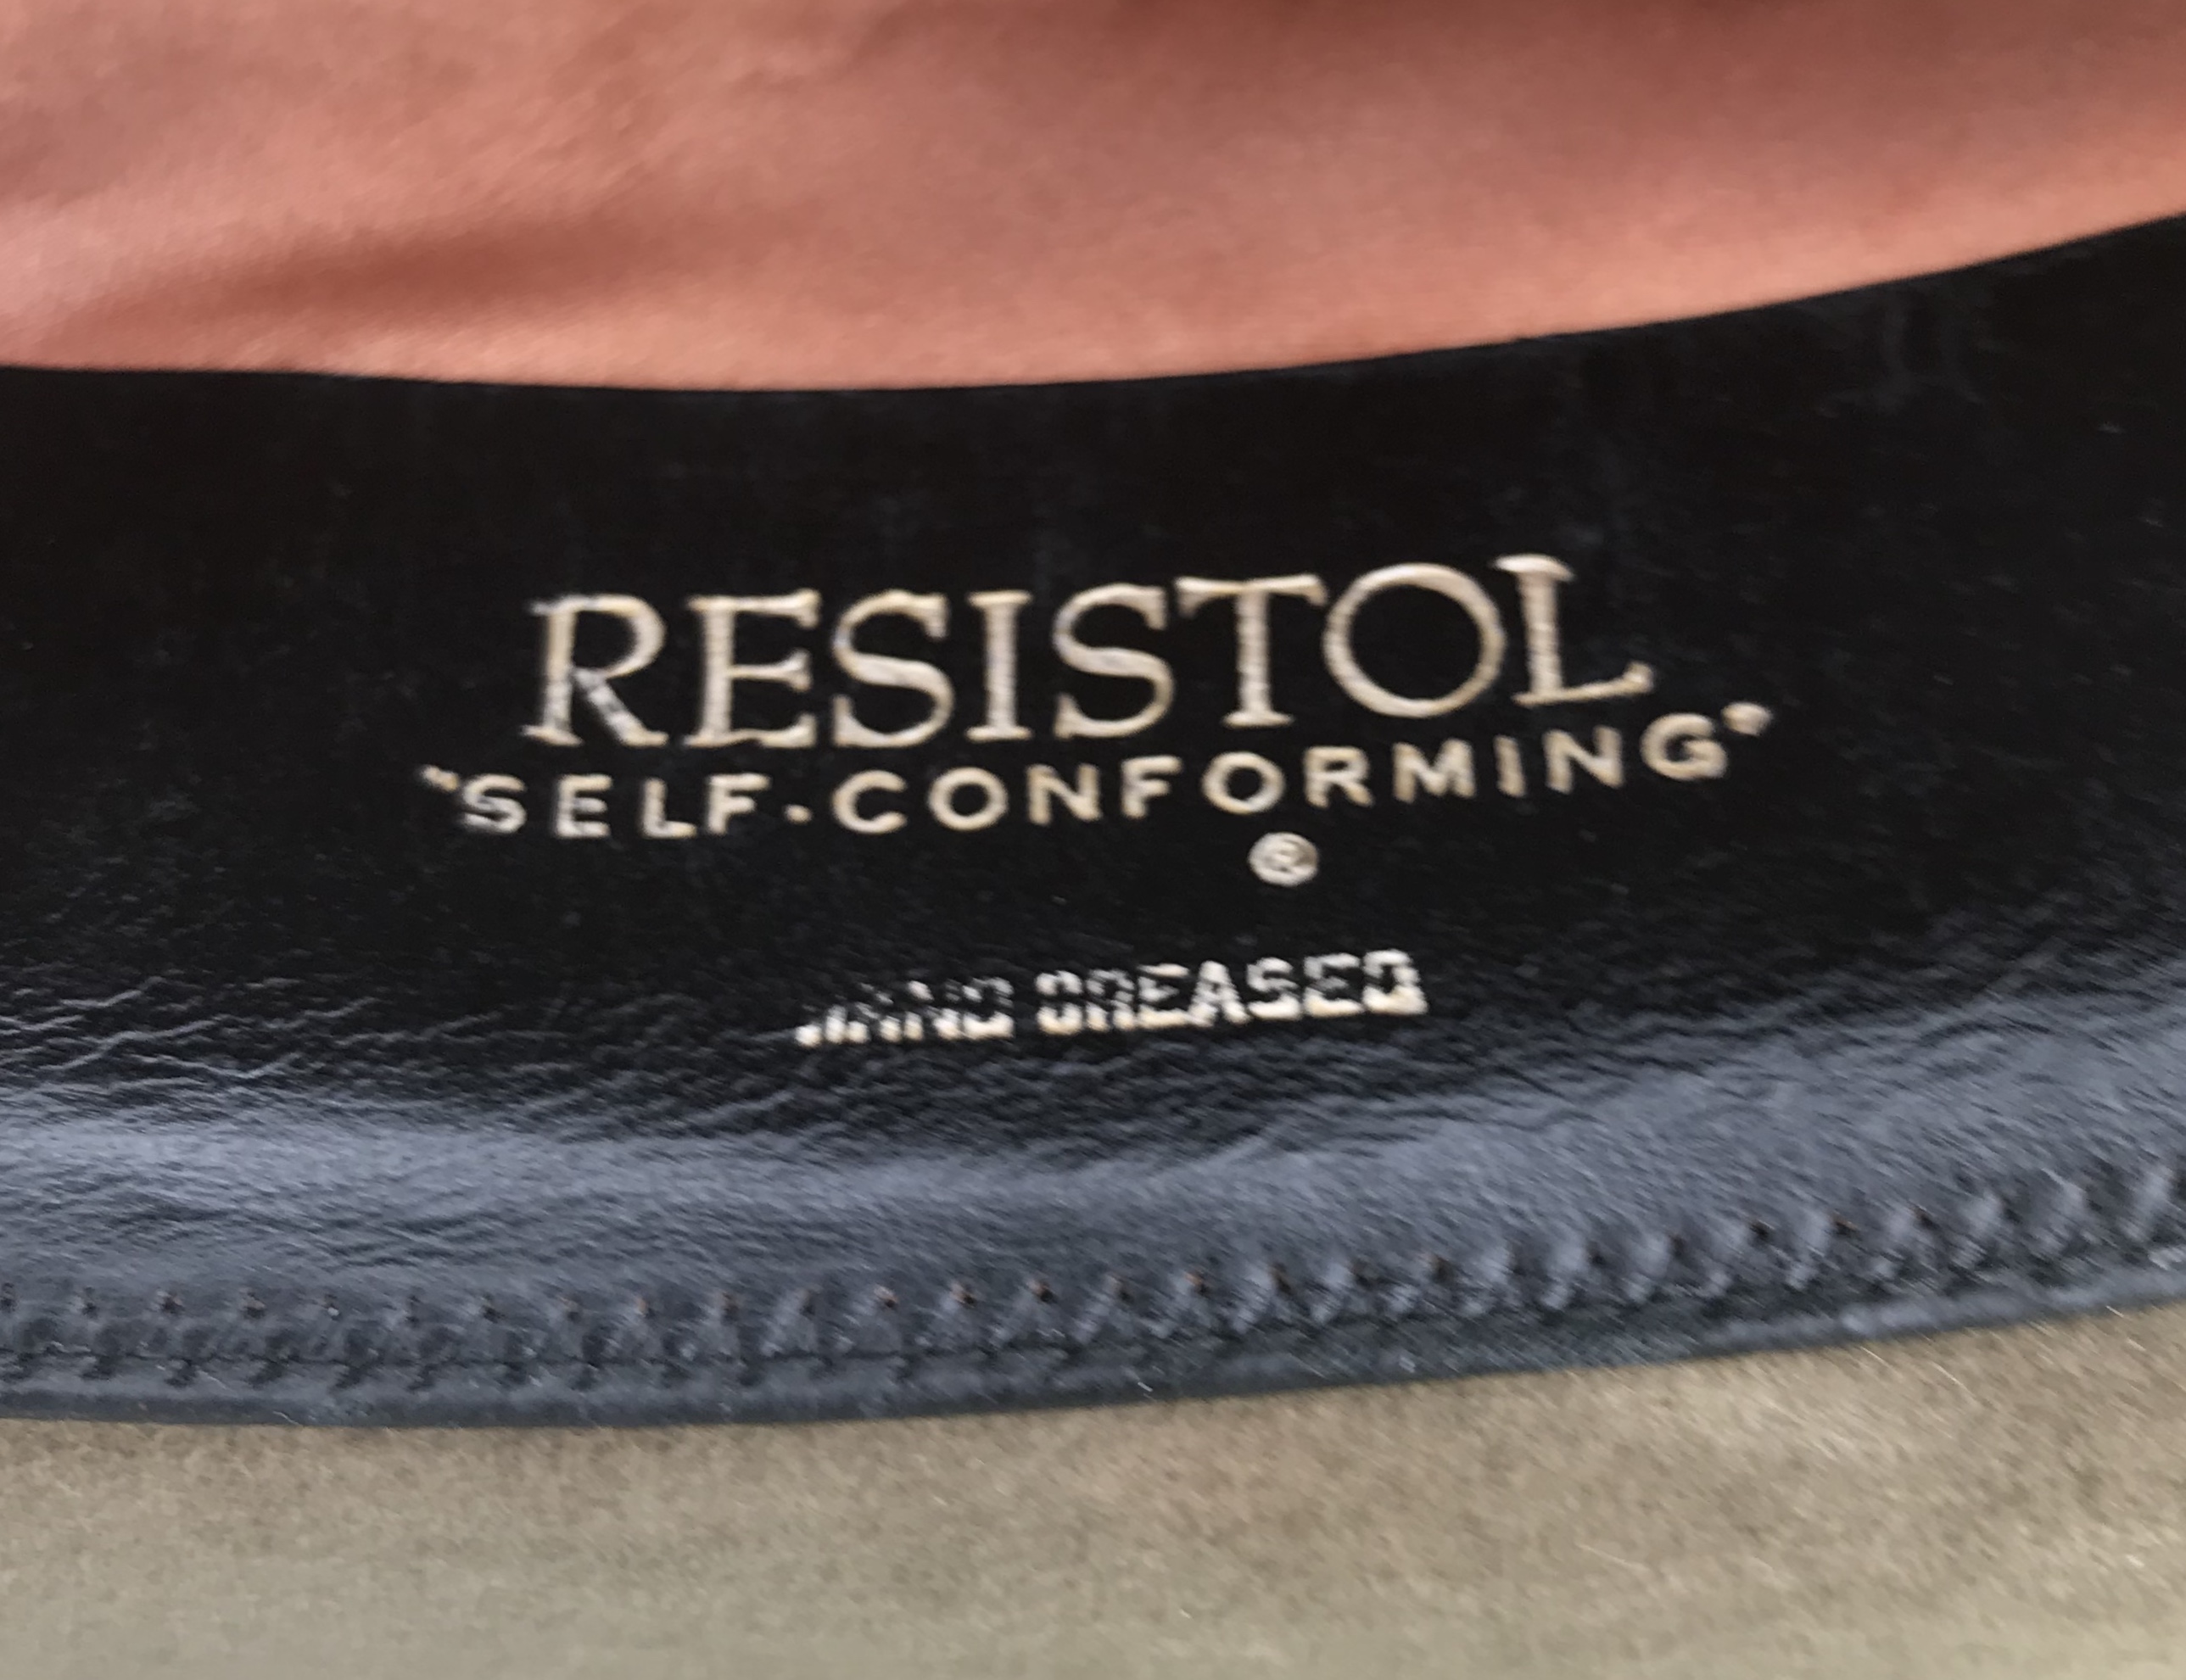 RESISTOL
"SELF-CONFORMING"
®
HAND CREASED